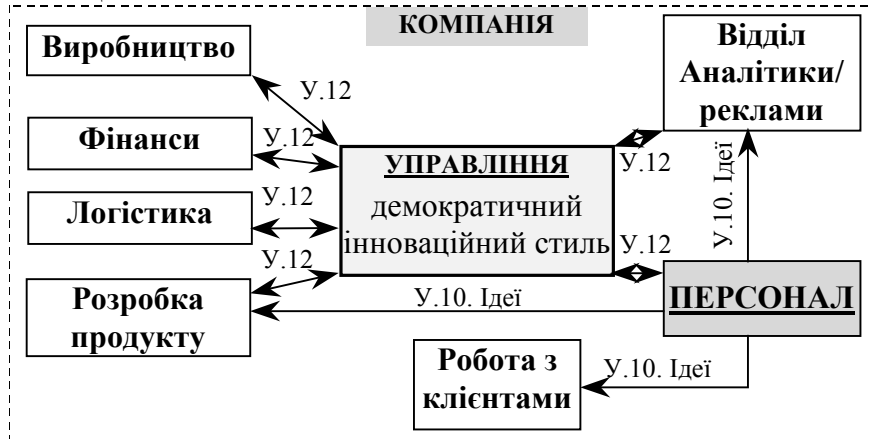 КОМПАНІЯ
Виробництво
Відділ
Аналітики/
реклами
У.12
Фінанси
У.12
УПРАВЛІННЯ
демократичний
інноваційний стиль
У.12
У.10. Ідеї
Логістика
У.12
У.12
У.12
Розробка
продукту
У.10. Ідеї
ПЕРСОНАЛ
Робота з
клієнтами
У.10. Ідеї